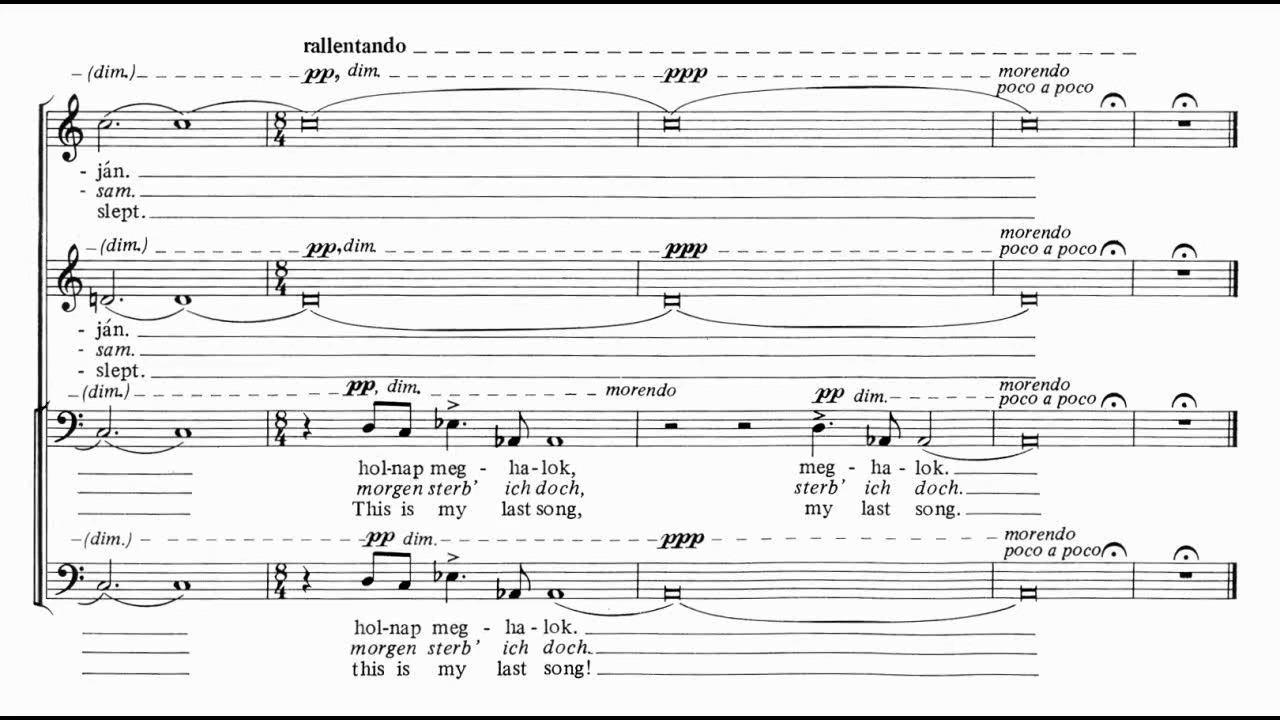 rallentando
(dim.) pp, dim. ppp morendo
poco a poco
8
4
- ján.
- sam.
slept.
(dim.) pp, dim. ppp morendo
poco a poco
8
4
- ján.
- sam.
- slept.
(dim.) pp, dim. morendo pp dim. morendo
poco a poco
8
4
hol-nap meg - ha-lok, meg - ha - lok.
morgen sterb' ich doch, sterb' ich doch.
This is my last song, my last song.
(dim.) pp dim. ppp morendo
poco a poco
8
4
hol-nap meg - ha-lok.
morgen sterb' ich doch.
this is my last song!